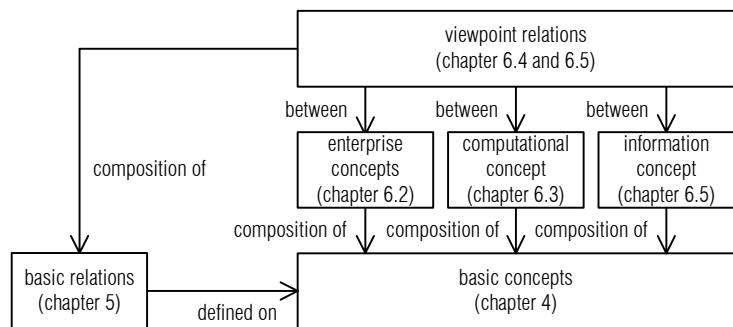 viewpoint relations
(chapter 6.4 and 6.5)
between
between
between
enterprise
concepts
(chapter 6.2)
computational
concept
(chapter 6.3)
information
concept
(chapter 6.5)
composition of
composition of
composition of
composition of
basic relations
(chapter 5)
defined on
basic concepts
(chapter 4)